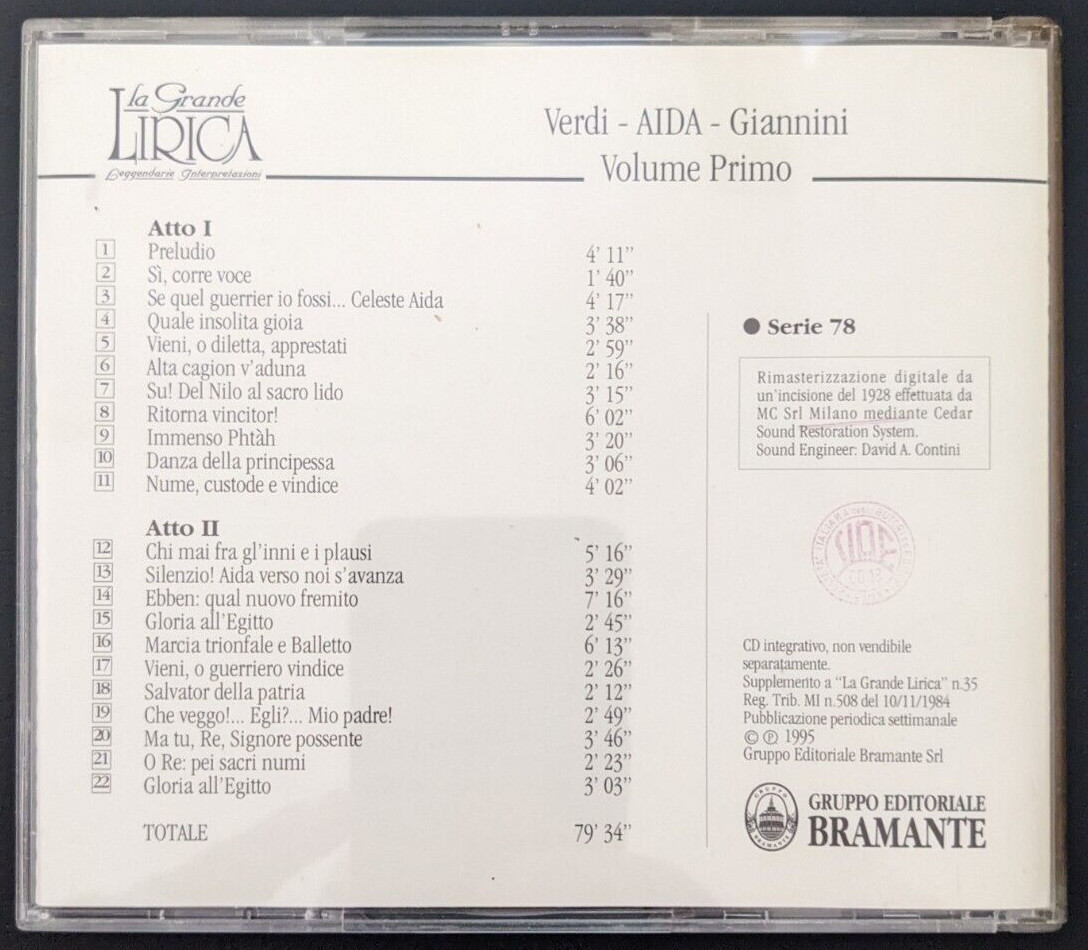 la Grande
LIRICA
Leggendarie Interpretazioni
Verdi - AIDA - Giannini
Volume Primo
Atto I
1 Preludio 4' 11"
2 Sì, corre voce 1' 40"
3 Se quel guerrier io fossi... Celeste Aida 4' 17"
4 Quale insolita gioia 3' 38"
5 Vieni, o diletta, apprestati 2' 59"
6 Alta cagion v'aduna 2' 16"
7 Su! Del Nilo al sacro lido 3' 15"
8 Ritorna vincitor! 6' 02"
9 Immenso Phtàh 3' 20"
10 Danza della principessa 3' 06"
11 Nume, custode e vindice 4' 02"
Atto II
12 Chi mai fra gl'inni e i plausi 5' 16"
13 Silenzio! Aida verso noi s'avanza 3' 29"
14 Ebben: qual nuovo fremito 7' 16"
15 Gloria all'Egitto 2' 45"
16 Marcia trionfale e Balletto 6' 13"
17 Vieni, o guerriero vindice 2' 26"
18 Salvator della patria 2' 12"
19 Che veggo!... Egli?... Mio padre! 2' 49"
20 Ma tu, Re, Signore possente 3' 46"
21 O Re: pei sacri numi 2' 23"
22 Gloria all'Egitto 3' 03"
TOTALE 79' 34"
Serie 78
Rimasterizzazione digitale da
un'incisione del 1928 effettuata da
MC Srl Milano mediante Cedar
Sound Restoration System.
Sound Engineer: David A. Contini
CD integrativo, non vendibile
separatamente.
Supplemento a "La Grande Lirica" n.35
Reg. Trib. MI n.508 del 10/11/1984
Pubblicazione periodica settimanale
© ℗ 1995
Gruppo Editoriale Bramante Srl
GRUPPO
BRAMANTE
GRUPPO EDITORIALE
BRAMANTE